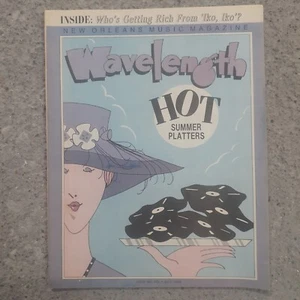 INSIDE: Who's Getting Rich From 'Iko, Iko'?
NEW ORLEANS MUSIC MAGAZINE
Wavelength
HOT
SUMMER
PLATTERS